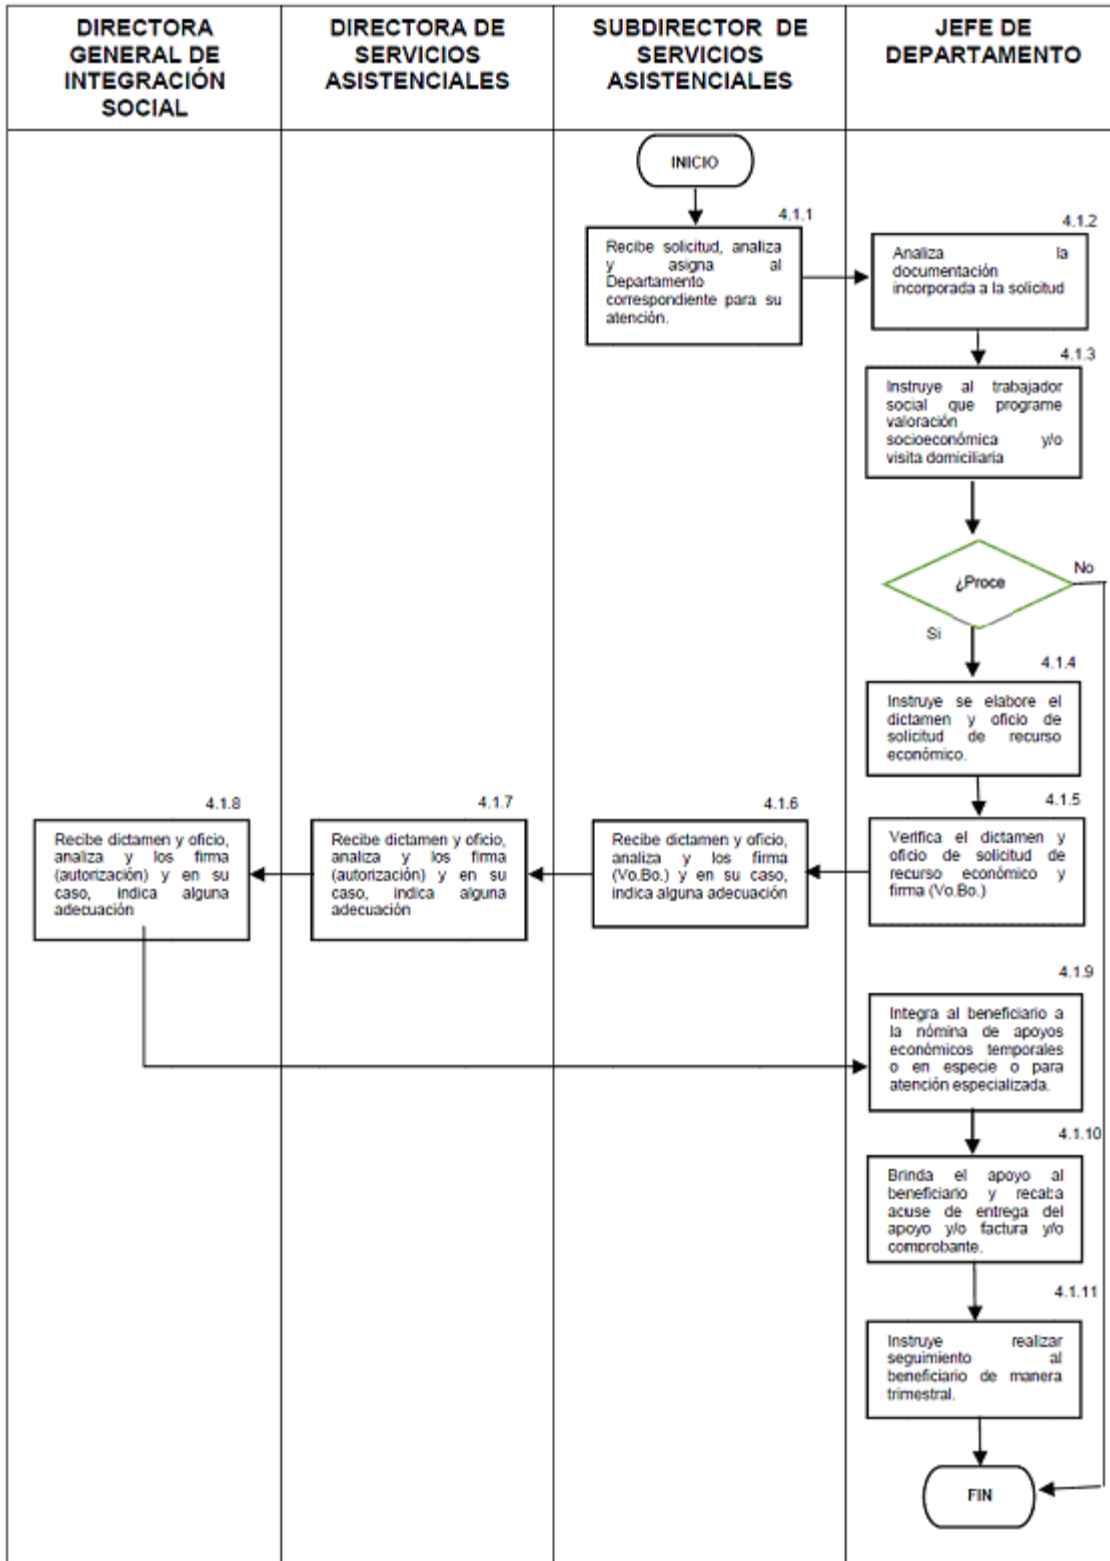 DIRECTORA
GENERAL DE
INTEGRACIÓN
SOCIAL
DIRECTORA DE
SERVICIOS
ASISTENCIALES
SUBDIRECTOR DE
SERVICIOS
ASISTENCIALES
JEFE DE
DEPARTAMENTO
INICIO
4.1.1
Recibe solicitud, analiza
y asigna al
Departamento
correspondiente para su
atención.
4.1.2
Analiza la
documentación
incorporada a la solicitud
4.1.3
Instruye al trabajador
social que programe
valoración
socioeconómica y/o
visita domiciliaria
¿Proce
No
Si
4.1.4
Instruye se elabore el
dictamen y oficio de
solicitud de recurso
económico.
4.1.5
Verifica el dictamen y
oficio de solicitud de
recurso económico y
firma (Vo.Bo.)
4.1.6
Recibe dictamen y oficio,
analiza y los firma
(Vo.Bo.) y en su caso,
indica alguna adecuación
4.1.7
Recibe dictamen y oficio,
analiza y los firma
(autorización) y en su
caso, indica alguna
adecuación
4.1.8
Recibe dictamen y oficio,
analiza y los firma
(autorización) y en su
caso, indica alguna
adecuación
4.1.9
Integra al beneficiario a
la nómina de apoyos
económicos temporales
o en especie o para
atención especializada.
4.1.10
Brinda el apoyo al
beneficiario y recaba
acuse de entrega del
apoyo y/o factura y/o
comprobante.
4.1.11
Instruye realizar
seguimiento al
beneficiario de manera
trimestral.
FIN